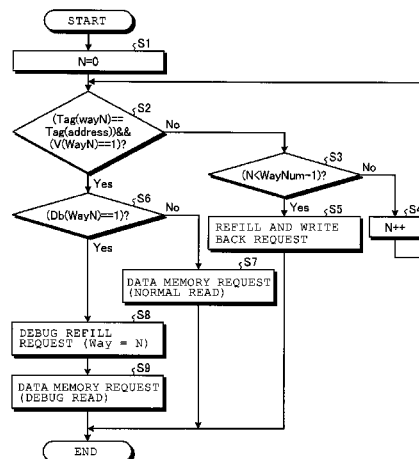 START
S1
N=0
S2
(Tag(wayN)==
Tag(address))&&
(V(WayN)==1)?
No
Yes
S3
(N<WayNum-1)?
No
Yes
S4
N++
S5
REFILL AND WRITE
BACK REQUEST
S6
(Db(WayN)==1)?
No
Yes
S7
DATA MEMORY REQUEST
(NORMAL READ)
S8
DEBUG REFILL
REQUEST (Way = N)
S9
DATA MEMORY REQUEST
(DEBUG READ)
END